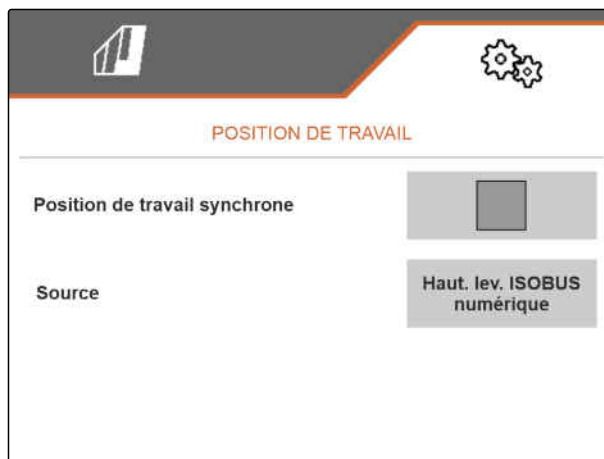 POSITION DE TRAVAIL
Position de travail synchrone
Source
Haut. lev. ISOBUS
numérique